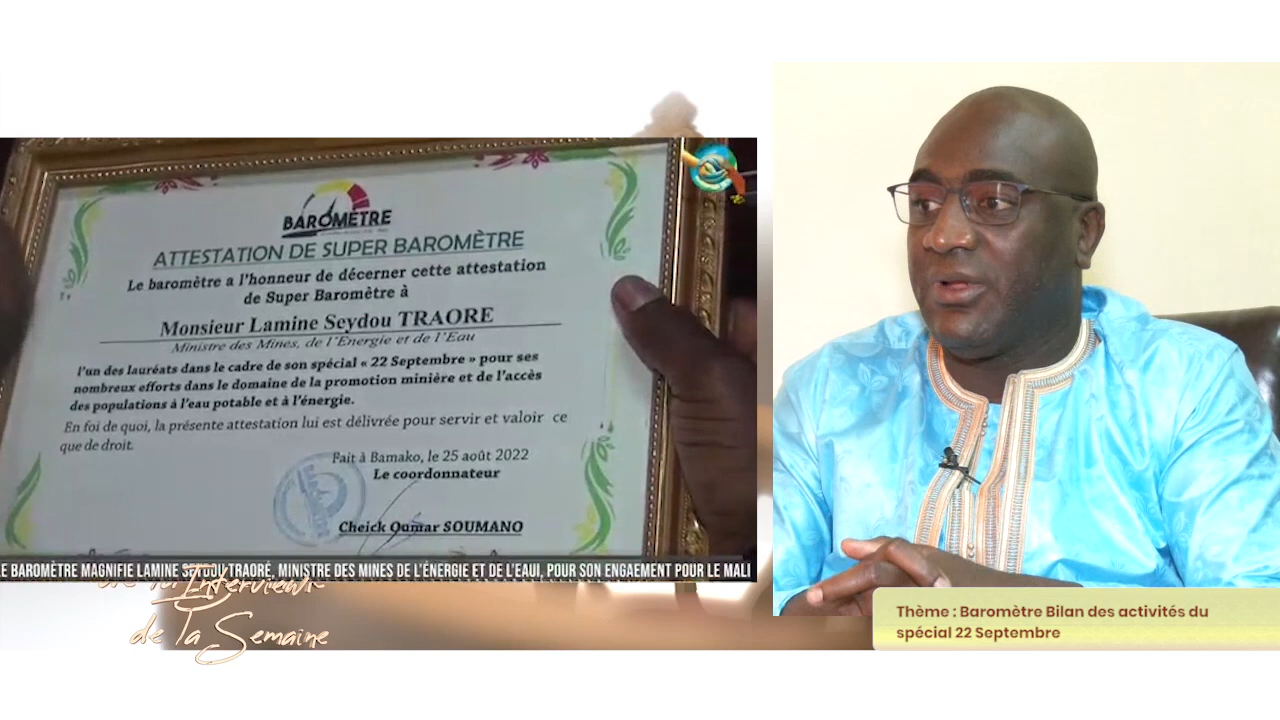 BAROMÈTRE
ATTESTATION DE SUPER BAROMÈTRE
Le baromètre a l'honneur de décerner cette attestation
de Super Baromètre à
Monsieur Lamine Seydou TRAORE
Ministre des Mines, de l'Énergie et de l'Eau
l'un des lauréats dans le cadre de son spécial « 22 Septembre » pour ses
nombreux efforts dans le domaine de la promotion minière et de l'accès
des populations à l'eau potable et à l'énergie.
En foi de quoi, la présente attestation lui est délivrée pour servir et valoir ce
que de droit.
Fait à Bamako, le 25 août 2022
Le coordonnateur
Cheick Oumar SOUMANO
LE BAROMÈTRE MAGNIFIE LAMINE SEYDOU TRAORÉ, MINISTRE DES MINES DE L'ÉNERGIE ET DE L'EAUI, POUR SON ENGAEMENT POUR LE MALI
Interview
de la Semaine
Thème : Baromètre Bilan des activités du
spécial 22 Septembre